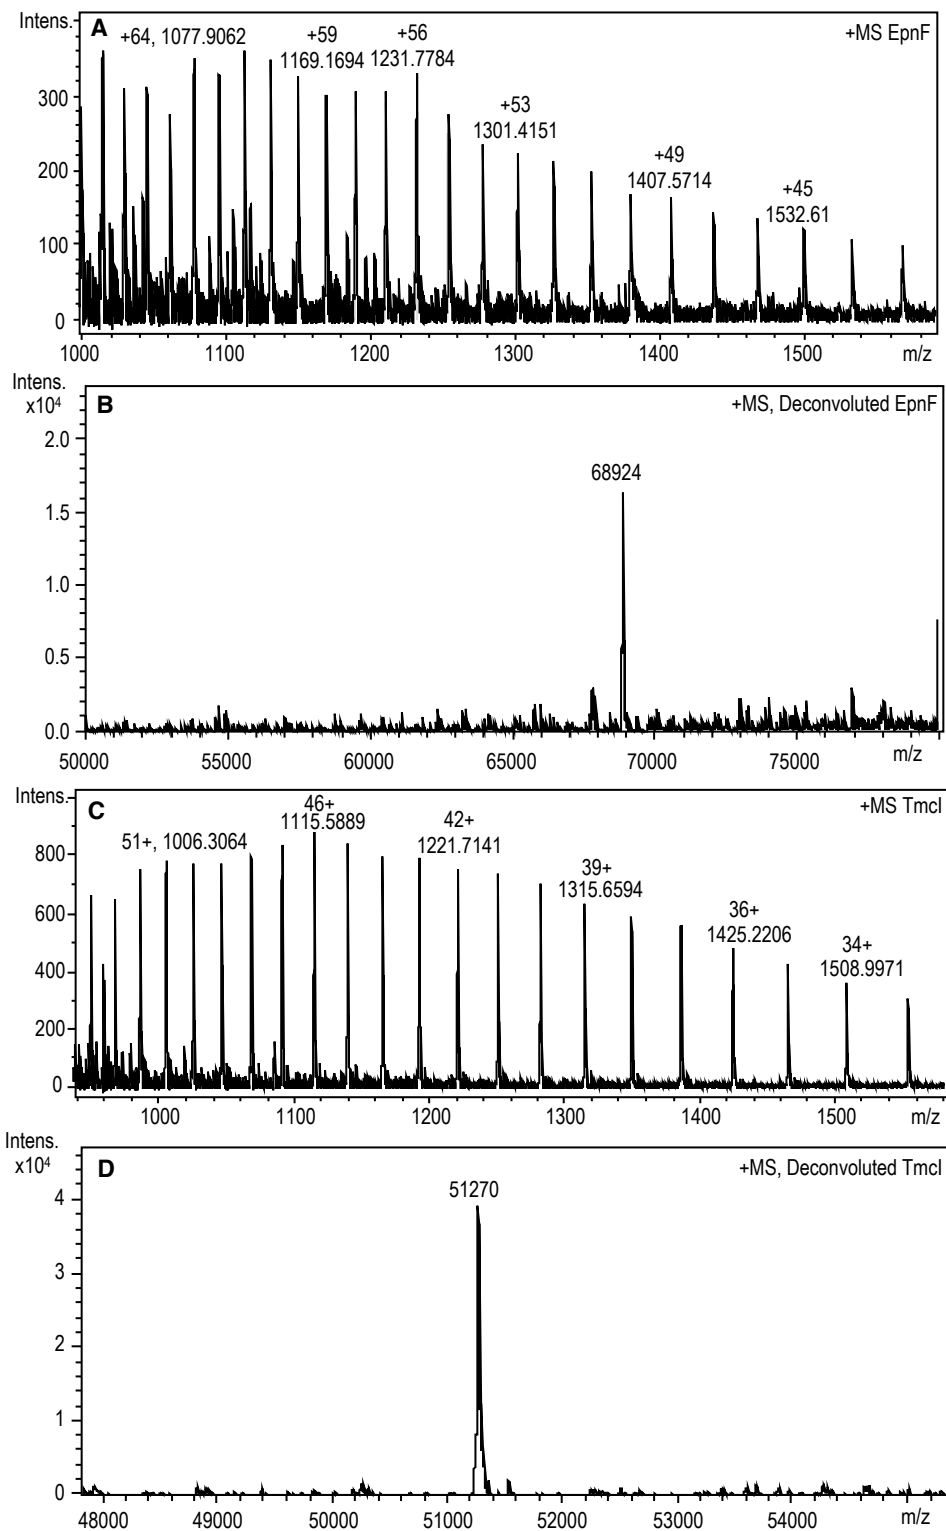 Intens.
A
+MS EpnF
+64, 1077.9062
+59
1169.1694
+56
1231.7784
+53
1301.4151
+49
1407.5714
+45
1532.61
300
200
100
0
1000 1100 1200 1300 1400 1500 m/z
Intens.
x10⁴
B
+MS, Deconvoluted EpnF
68924
2.0
1.5
1.0
0.5
0.0
50000 55000 60000 65000 70000 75000 m/z
Intens.
C
+MS TmcI
51+, 1006.3064
46+
1115.5889
42+
1221.7141
39+
1315.6594
36+
1425.2206
34+
1508.9971
800
600
400
200
0
1000 1100 1200 1300 1400 1500 m/z
Intens.
x10⁴
D
+MS, Deconvoluted TmcI
51270
4
3
2
1
0
48000 49000 50000 51000 52000 53000 54000 m/z